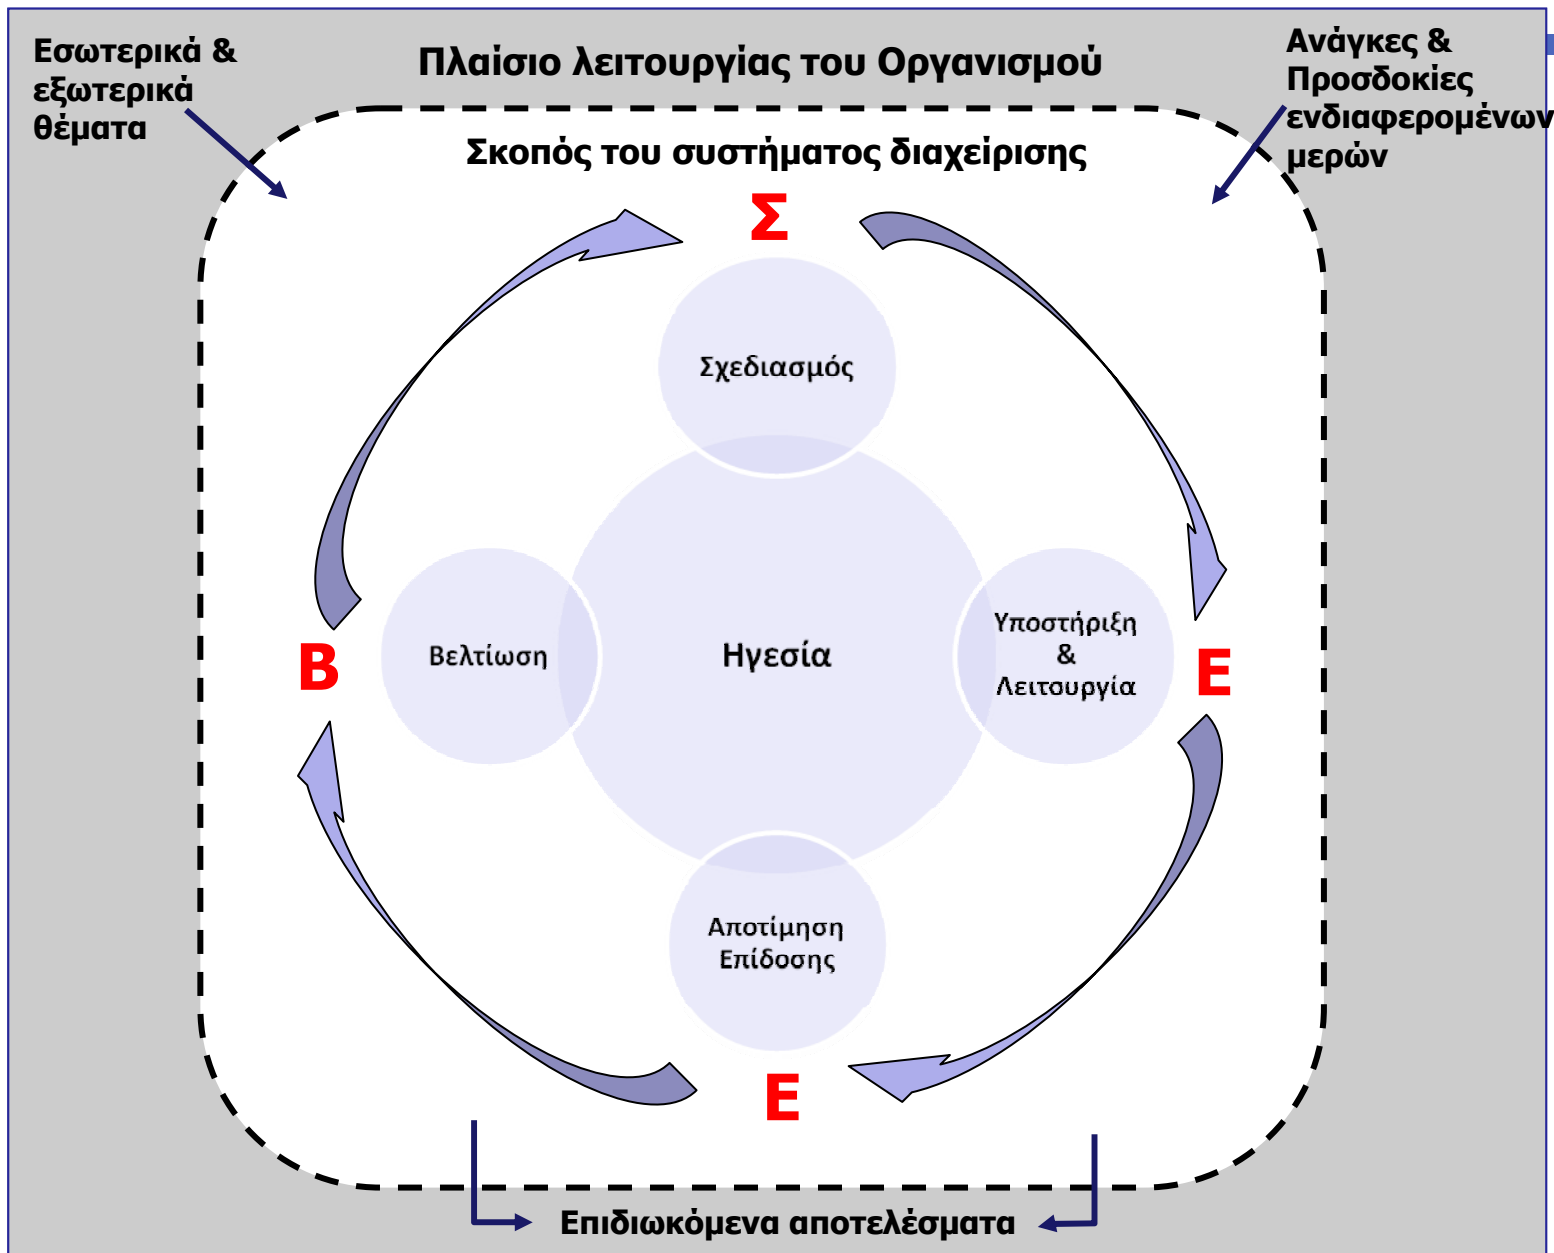 Εσωτερικά &
εξωτερικά
θέματα
Πλαίσιο λειτουργίας του Οργανισμού
Ανάγκες &
Προσδοκίες
ενδιαφερομένων
μερών
Σκοπός του συστήματος διαχείρισης
Σ
Σχεδιασμός
Β
Βελτίωση
Ηγεσία
Υποστήριξη
&
Λειτουργία
Ε
Αποτίμηση
Επίδοσης
Ε
Επιδιωκόμενα αποτελέσματα